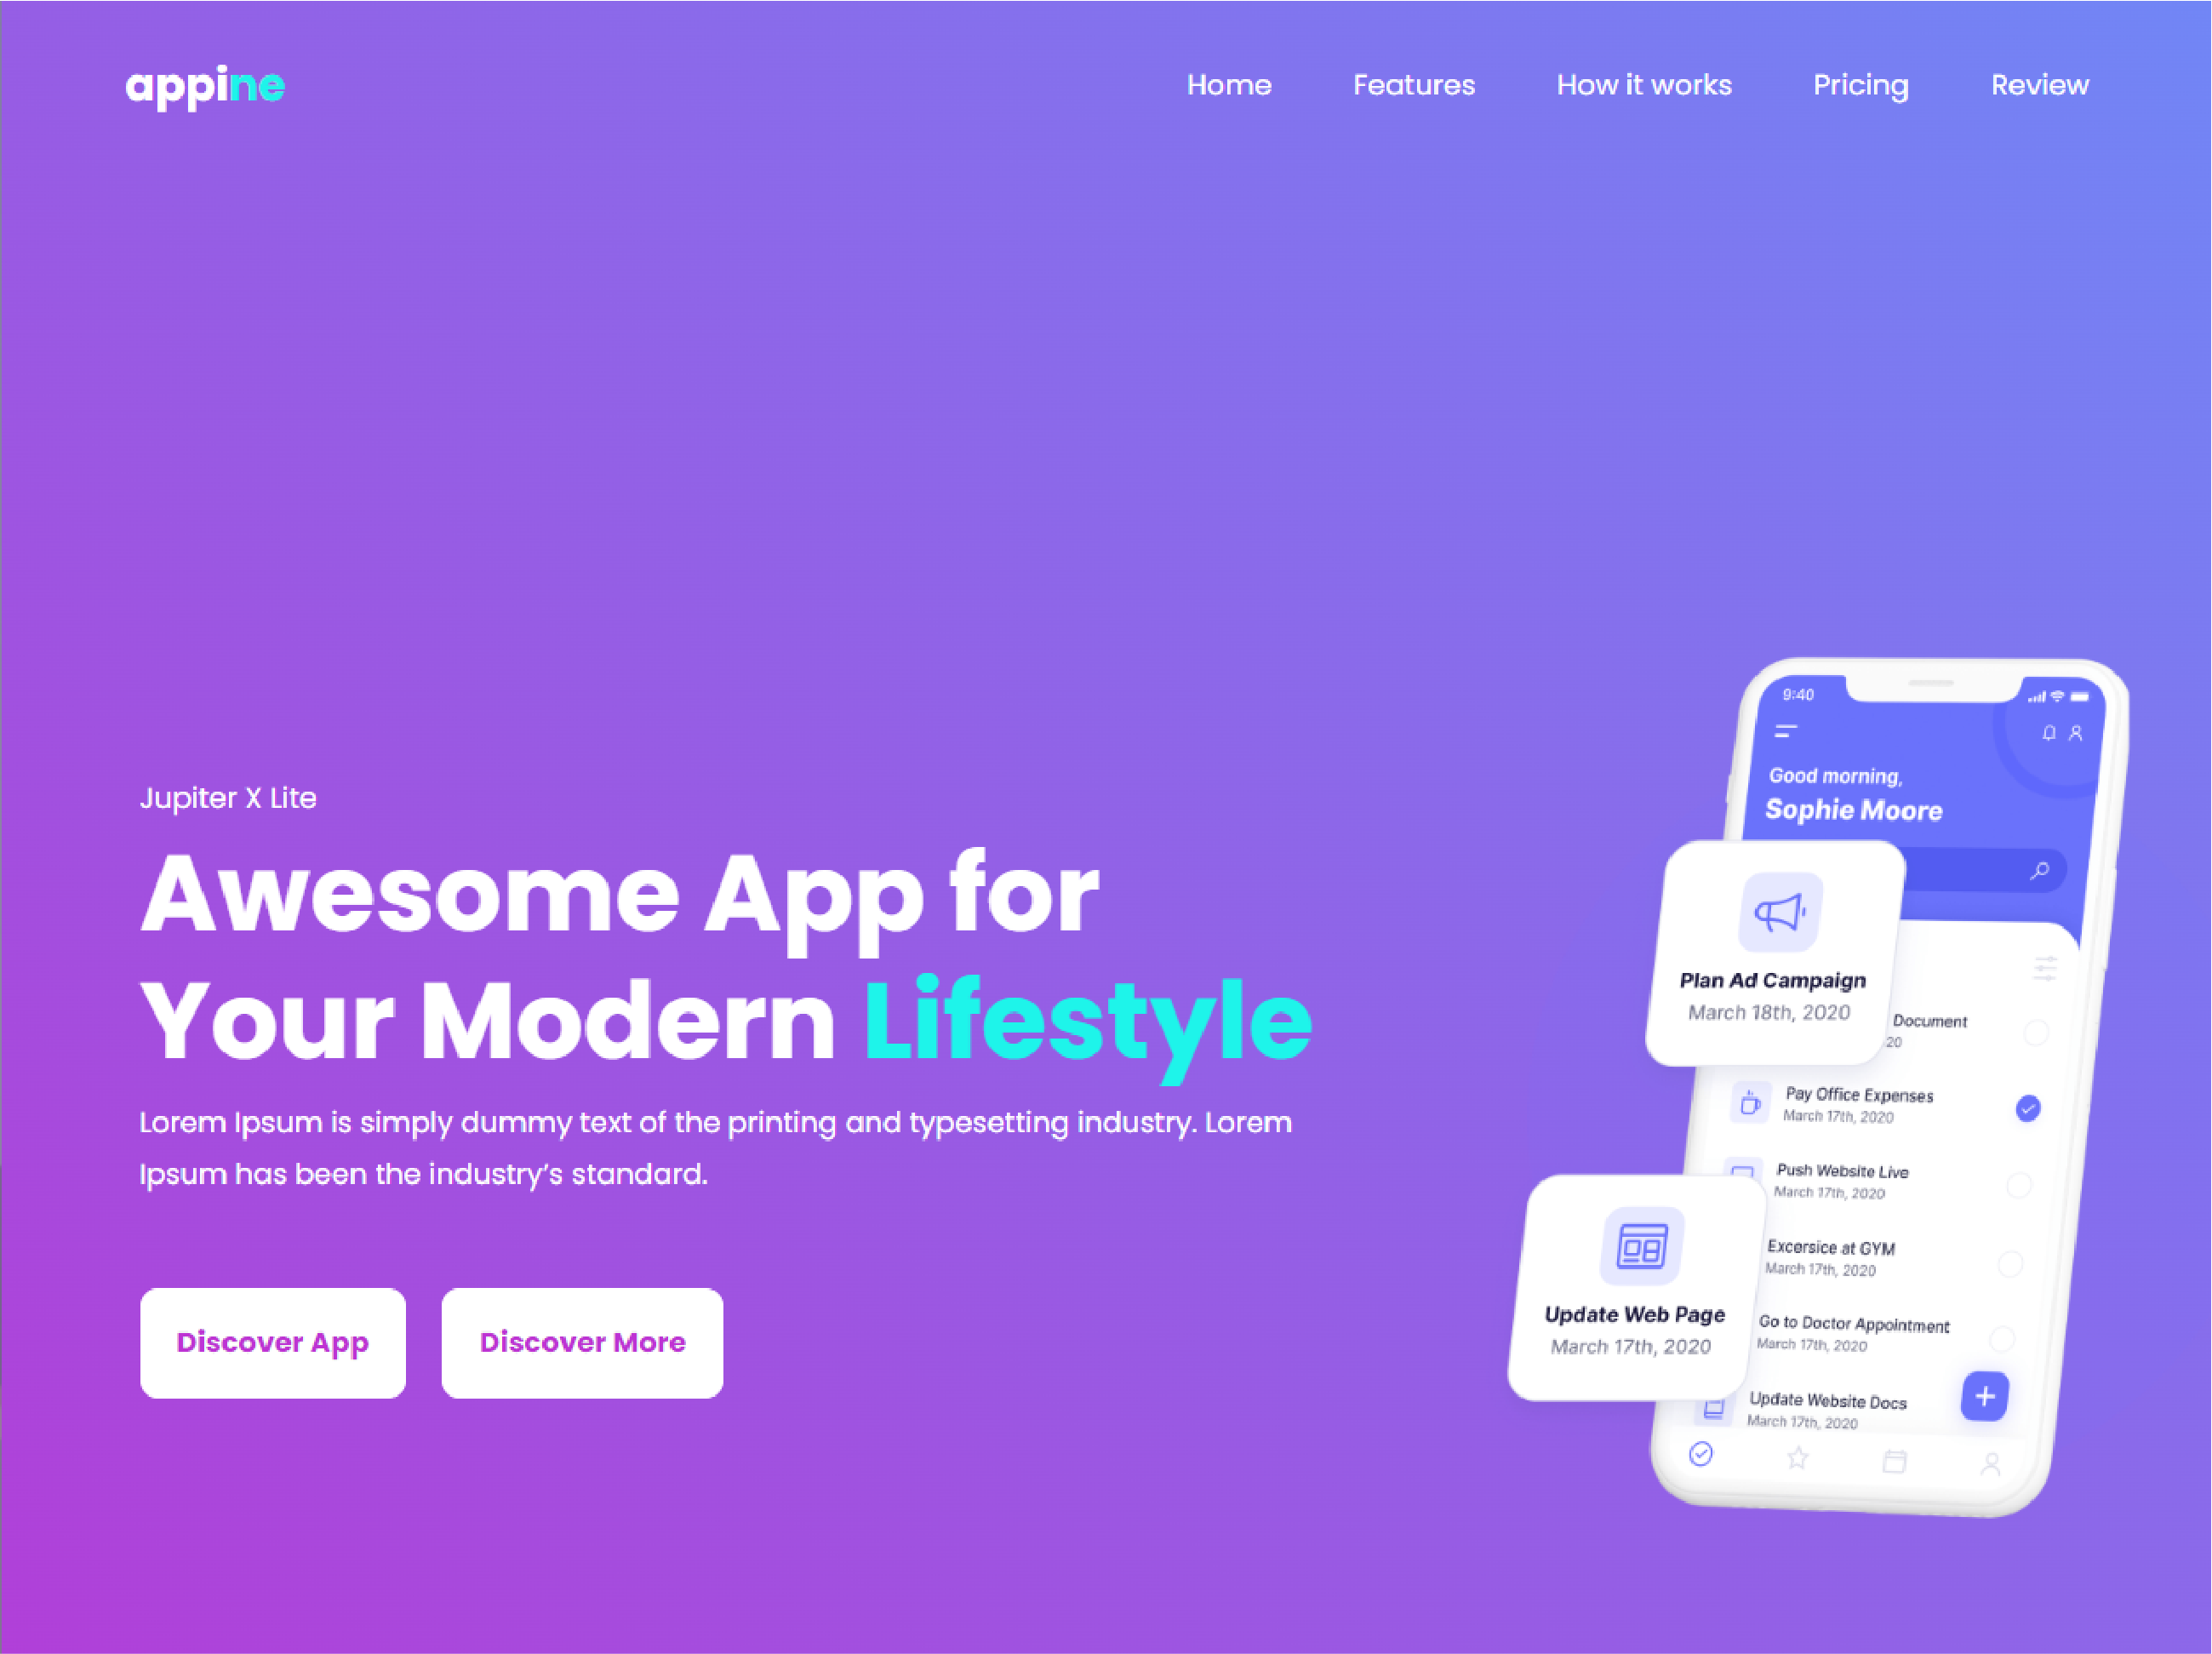 appine
Home
Features
How it works
Pricing
Review
Jupiter X Lite
Awesome App for
Your Modern Lifestyle
Lorem Ipsum is simply dummy text of the printing and typesetting industry. Lorem
Ipsum has been the industry’s standard.
Discover App
Discover More
9:40
Good morning,
Sophie Moore
Plan Ad Campaign
March 18th, 2020
Document
20
Pay Office Expenses
March 17th, 2020
Push Website Live
March 17th, 2020
Excersice at GYM
March 17th, 2020
Update Web Page
March 17th, 2020
Go to Doctor Appointment
March 17th, 2020
Update Website Docs
March 17th, 2020